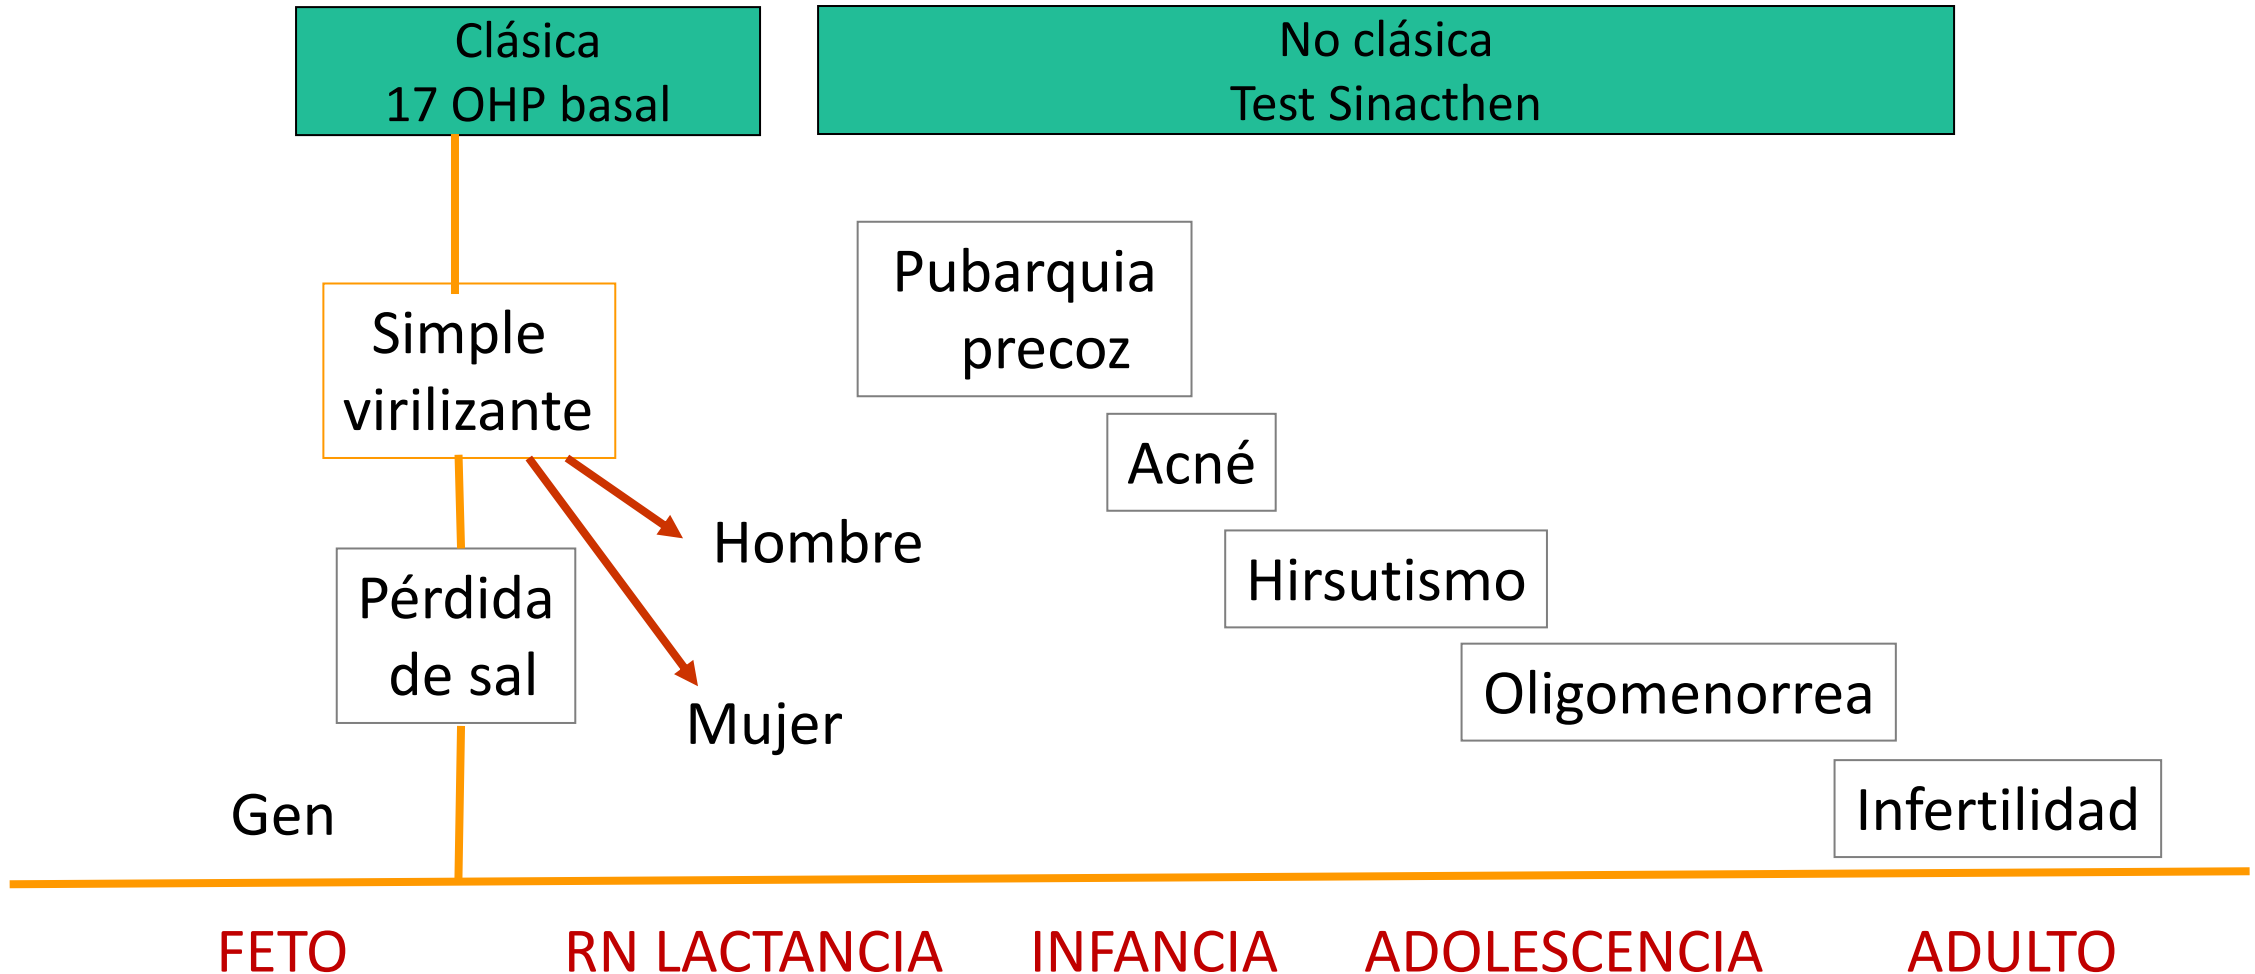 Clásica
17 OHP basal
No clásica
Test Sinacthen
Simple
virilizante
Pérdida
de sal
Hombre
Mujer
Gen
Pubarquia
precoz
Acné
Hirsutismo
Oligomenorrea
Infertilidad
FETO
RN LACTANCIA
INFANCIA
ADOLESCENCIA
ADULTO